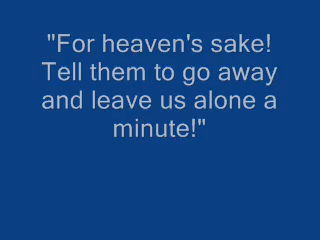 "For heaven's sake!
Tell them to go away
and leave us alone a
minute!"